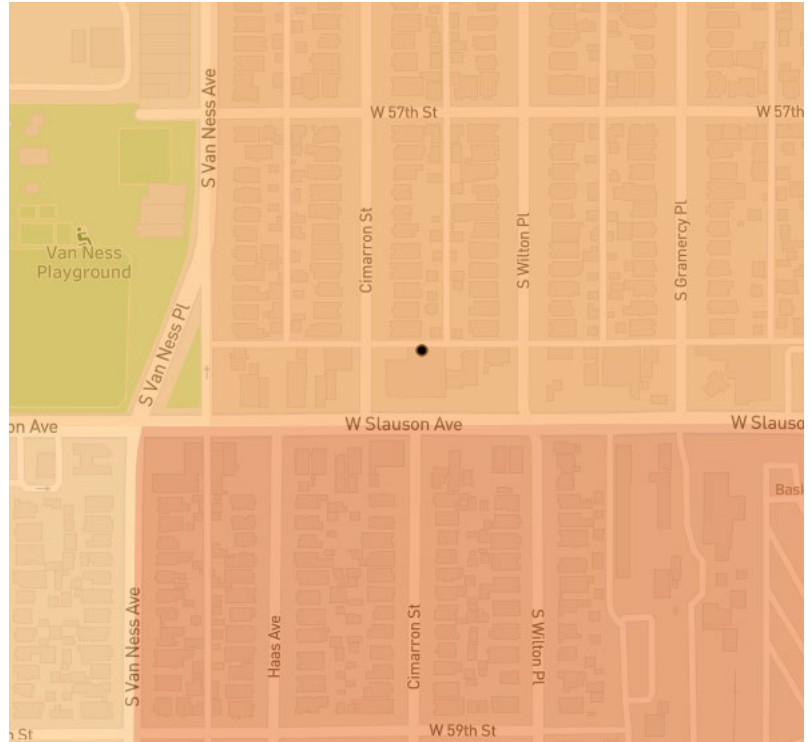 S Van Ness Ave
W 57th St
W 57th
Van Ness
Playground
Cimarron St
S Wilton Pl
S Gramercy Pl
S Van Ness Pl
on Ave
W Slauson Ave
W Slauso
Bask
S Van Ness Ave
Haas Ave
Cimarron St
S Wilton Pl
h St
W 59th St